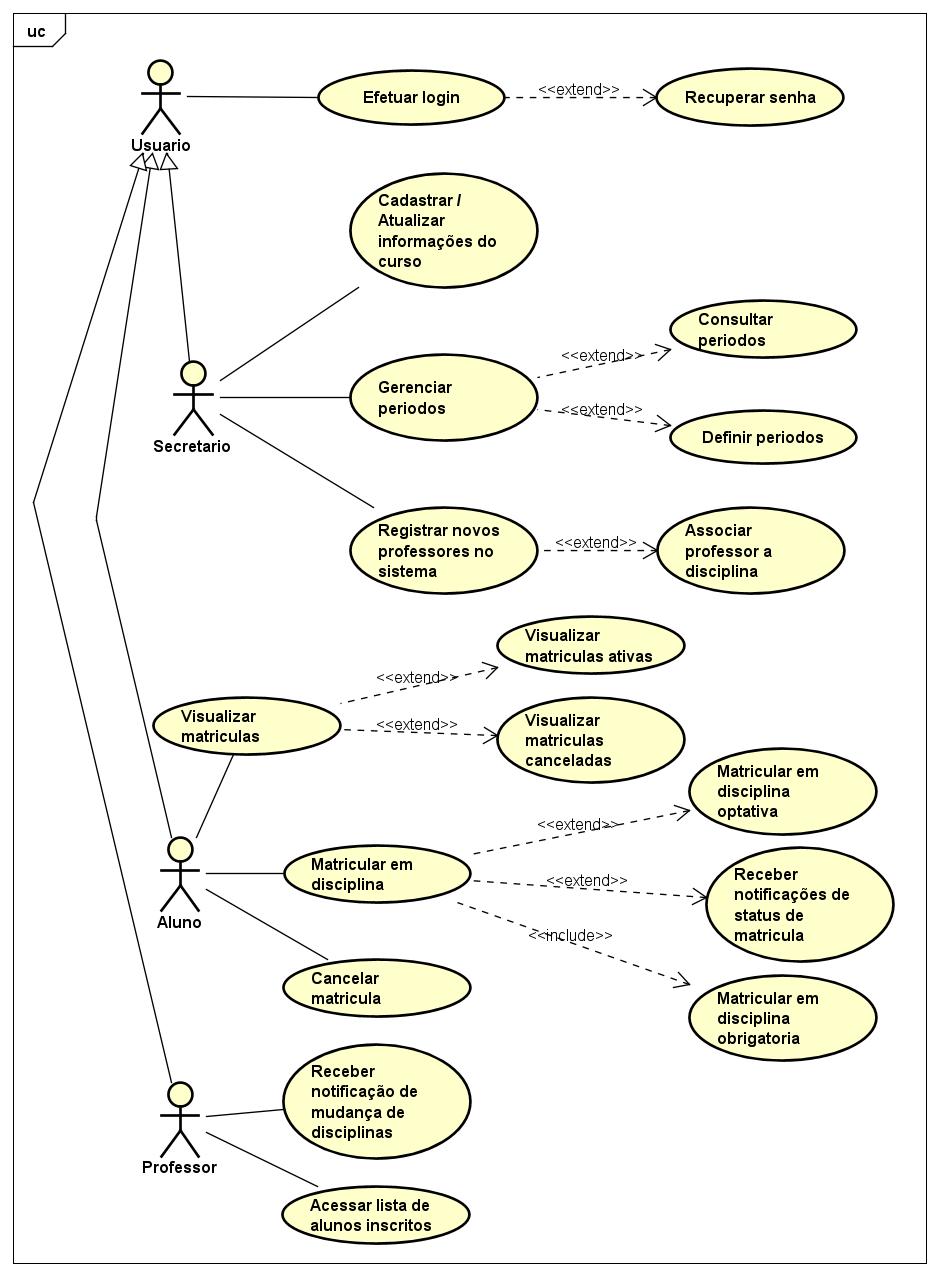 uc
Efetuar login
<<extend>>
Recuperar senha
Usuario
Cadastrar /
Atualizar
informações do
curso
Consultar
periodos
<<extend>>
Gerenciar
periodos
<<extend>>
Definir periodos
Secretario
Registrar novos
professores no
sistema
<<extend>>
Associar
professor a
disciplina
Visualizar
matriculas ativas
<<extend>>
Visualizar
matriculas
<<extend>>
Visualizar
matriculas
canceladas
Matricular em
disciplina
optativa
<<extend>>
Matricular em
disciplina
<<extend>>
Receber
notificações de
status de
matricula
Aluno
<<include>>
Cancelar
matricula
Matricular em
disciplina
obrigatoria
Receber
notificação de
mudança de
disciplinas
Professor
Acessar lista de
alunos inscritos